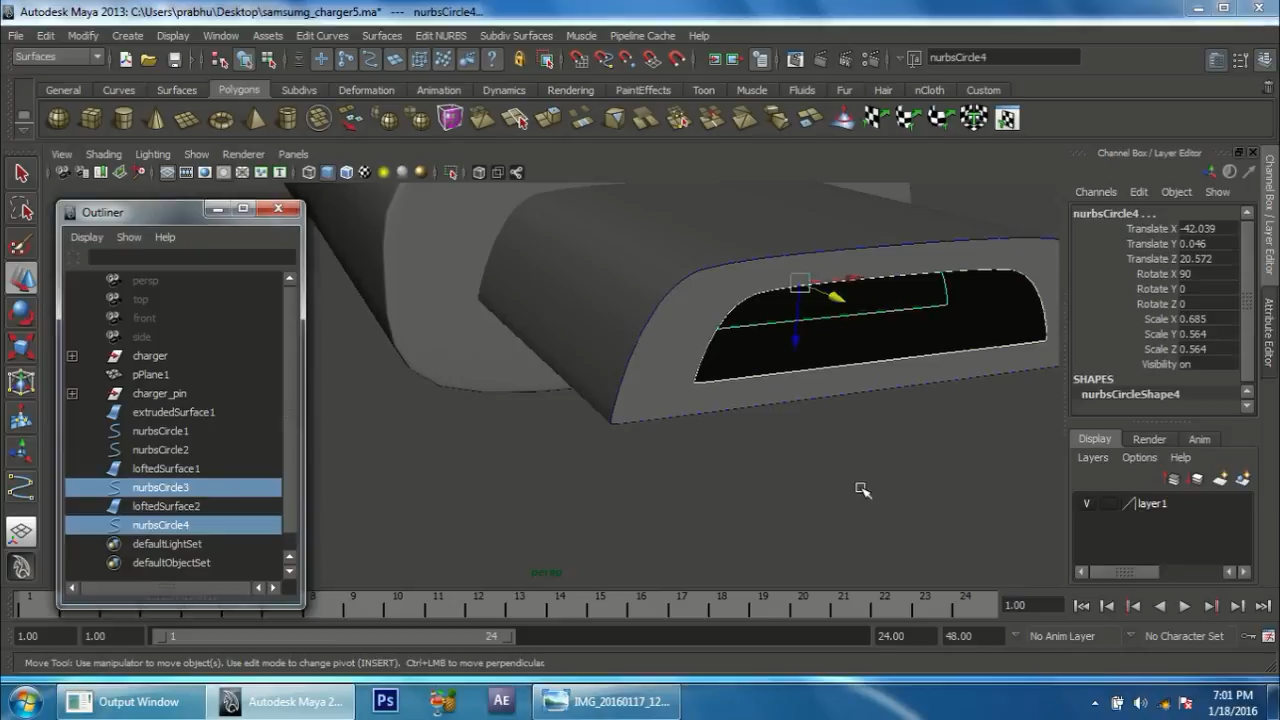 Autodesk Maya 2013: C:\Users\prabhu\Desktop\samsumg_charger5.ma* --- nurbsCircle4...
File Edit Modify Create Display Window Assets Edit Curves Surfaces Edit NURBS Subdiv Surfaces Muscle Pipeline Cache Help
Surfaces nurbsCircle4
General Curves Surfaces Polygons Subdivs Deformation Animation Dynamics Rendering PaintEffects Toon Muscle Fluids Fur Hair nCloth Custom
View Shading Lighting Show Renderer Panels
Channel Box / Layer Editor
Channels Edit Object Show
Outliner
Display Show Help
persp
top
front
side
charger
pPlane1
charger_pin
extrudedSurface1
nurbsCircle1
nurbsCircle2
loftedSurface1
nurbsCircle3
loftedSurface2
nurbsCircle4
defaultLightSet
defaultObjectSet
persp
nurbsCircle4 . . .
Translate X -42.039
Translate Y 0.046
Translate Z 20.572
Rotate X 90
Rotate Y 0
Rotate Z 0
Scale X 0.685
Scale Y 0.564
Scale Z 0.564
Visibility on
SHAPES
nurbsCircleShape4
Display Render Anim
Layers Options Help
V layer1
Channel Box / Layer Editor
Attribute Editor
1 8 9 10 11 12 13 14 15 16 17 18 19 20 21 22 23 24 1.00
1.00 1.00 1 24 24.00 48.00 No Anim Layer No Character Set
Move Tool: Use manipulator to move object(s). Use edit mode to change pivot (INSERT). Ctrl+LMB to move perpendicular.
Output Window Autodesk Maya 2... Ps Ae IMG_20160117_12...
7:01 PM
1/18/2016